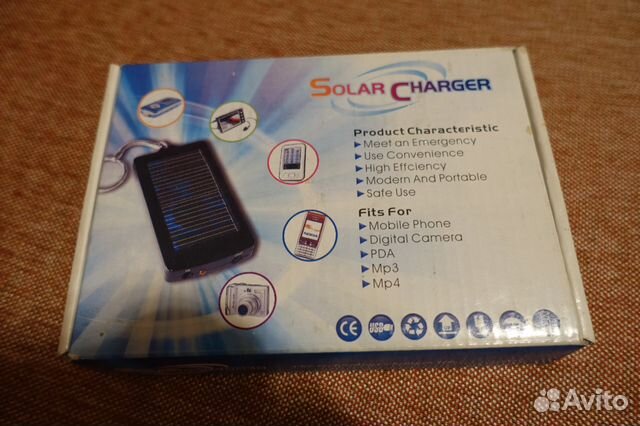 SOLAR CHARGER
Product Characteristic
Meet an Emergency
Use Convenience
High Effciency
Modern And Portable
Safe Use
Fits For
Mobile Phone
Digital Camera
PDA
Mp3
Mp4
CE
USB
Avito